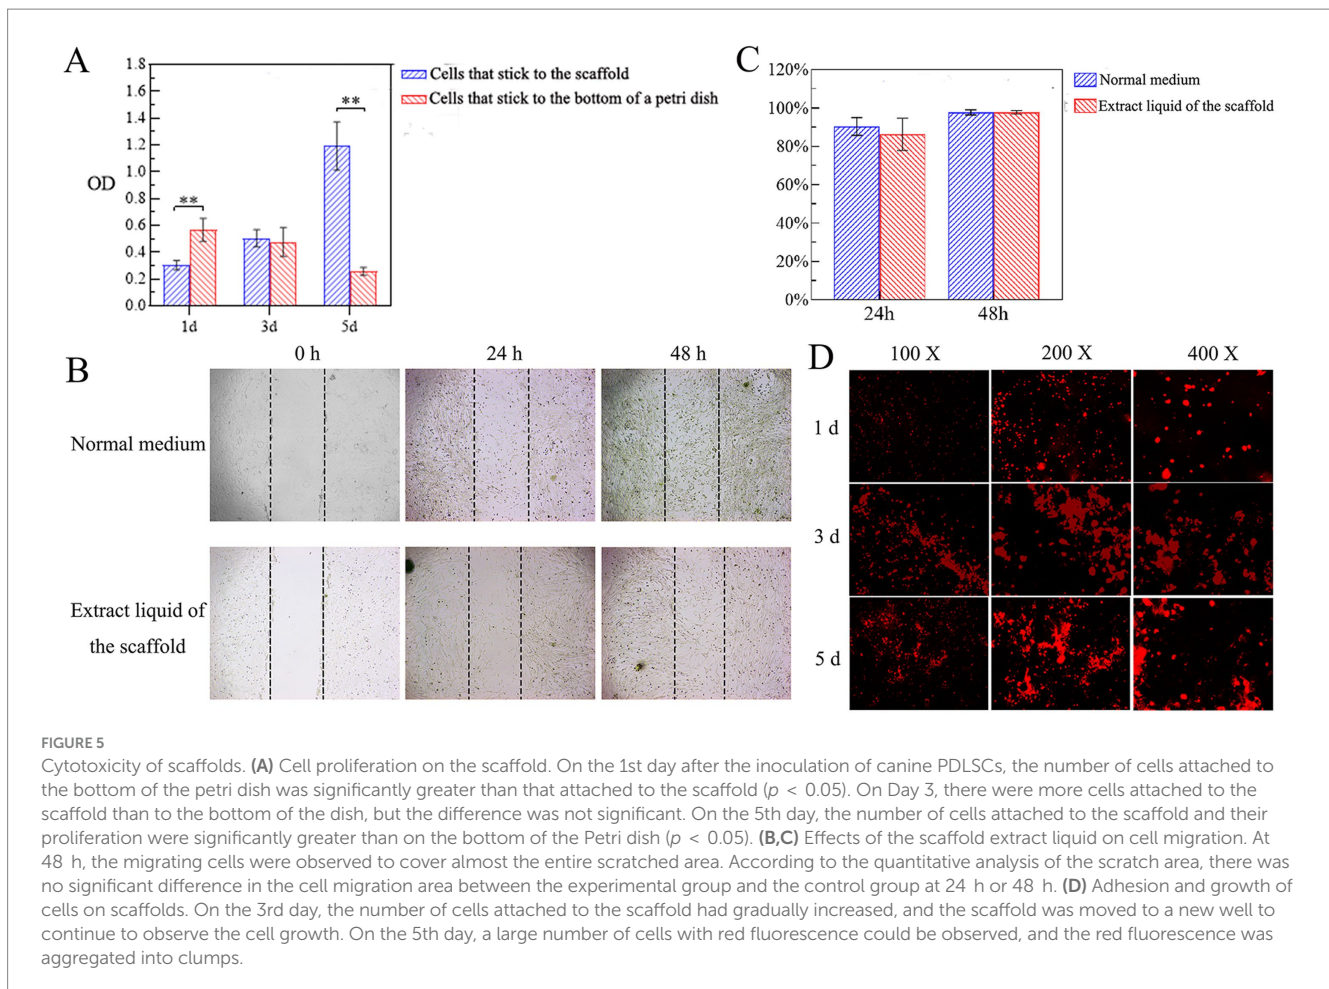 A
1.8
1.6
1.4
1.2
1.0
0.8
0.6
0.4
0.2
0.0
OD
**
**
1d
3d
5d
Cells that stick to the scaffold
Cells that stick to the bottom of a petri dish
C
120%
100%
80%
60%
40%
20%
0%
24h
48h
Normal medium
Extract liquid of the scaffold
B
0 h
24 h
48 h
Normal medium
Extract liquid of
the scaffold
D
100 X
200 X
400 X
1 d
3 d
5 d
FIGURE 5
Cytotoxicity of scaffolds. (A) Cell proliferation on the scaffold. On the 1st day after the inoculation of canine PDLSCs, the number of cells attached to
the bottom of the petri dish was significantly greater than that attached to the scaffold (p < 0.05). On Day 3, there were more cells attached to the
scaffold than to the bottom of the dish, but the difference was not significant. On the 5th day, the number of cells attached to the scaffold and their
proliferation were significantly greater than on the bottom of the Petri dish (p < 0.05). (B,C) Effects of the scaffold extract liquid on cell migration. At
48 h, the migrating cells were observed to cover almost the entire scratched area. According to the quantitative analysis of the scratch area, there was
no significant difference in the cell migration area between the experimental group and the control group at 24 h or 48 h. (D) Adhesion and growth of
cells on scaffolds. On the 3rd day, the number of cells attached to the scaffold had gradually increased, and the scaffold was moved to a new well to
continue to observe the cell growth. On the 5th day, a large number of cells with red fluorescence could be observed, and the red fluorescence was
aggregated into clumps.